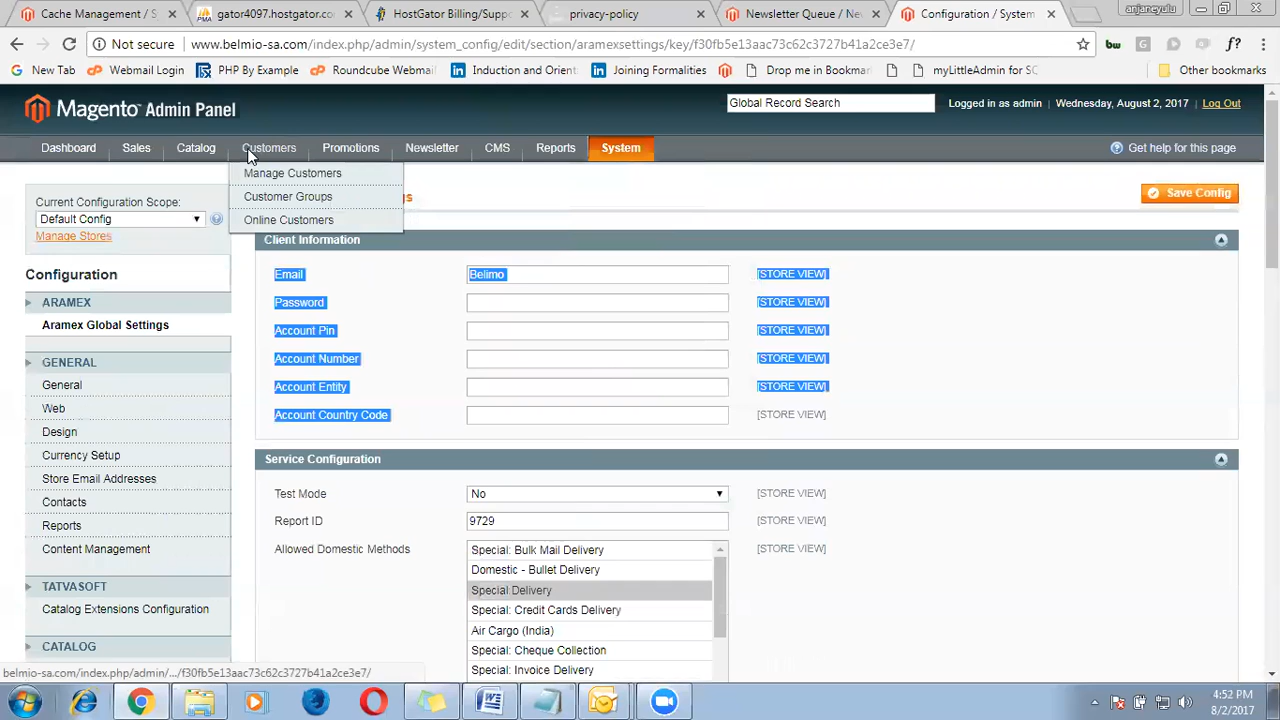 Cache Management / System
gator4097.hostgator.co
HostGator Billing/Suppo
privacy-policy
Newsletter Queue / New
Configuration / System
anjaneyulu
Not secure
www.belmio-sa.com/index.php/admin/system_config/edit/section/aramexsettings/key/f30fb5e13aac73c62c3727b41a2ce3e7/
New Tab
Webmail Login
PHP By Example
Roundcube Webmail
Induction and Orient
Joining Formalities
Drop me in Bookmar
myLittleAdmin for SQ
Other bookmarks
Magento Admin Panel
Global Record Search
Logged in as admin | Wednesday, August 2, 2017 | Log Out
Dashboard
Sales
Catalog
Customers
Promotions
Newsletter
CMS
Reports
System
Get help for this page
Manage Customers
Customer Groups
Online Customers
Current Configuration Scope:
Default Config
Manage Stores
Save Config
Configuration
ARAMEX
Aramex Global Settings
GENERAL
General
Web
Design
Currency Setup
Store Email Addresses
Contacts
Reports
Content Management
TATVASOFT
Catalog Extensions Configuration
CATALOG
Client Information
Email
Belimo
[STORE VIEW]
Password
[STORE VIEW]
Account Pin
[STORE VIEW]
Account Number
[STORE VIEW]
Account Entity
[STORE VIEW]
Account Country Code
[STORE VIEW]
Service Configuration
Test Mode
No
[STORE VIEW]
Report ID
9729
[STORE VIEW]
Allowed Domestic Methods
[STORE VIEW]
Special: Bulk Mail Delivery
Domestic - Bullet Delivery
Special Delivery
Special: Credit Cards Delivery
Air Cargo (India)
Special: Cheque Collection
Special: Invoice Delivery
belmio-sa.com/index.php/admin/.../f30fb5e13aac73c62c3727b41a2ce3e7/
4:52 PM
8/2/2017